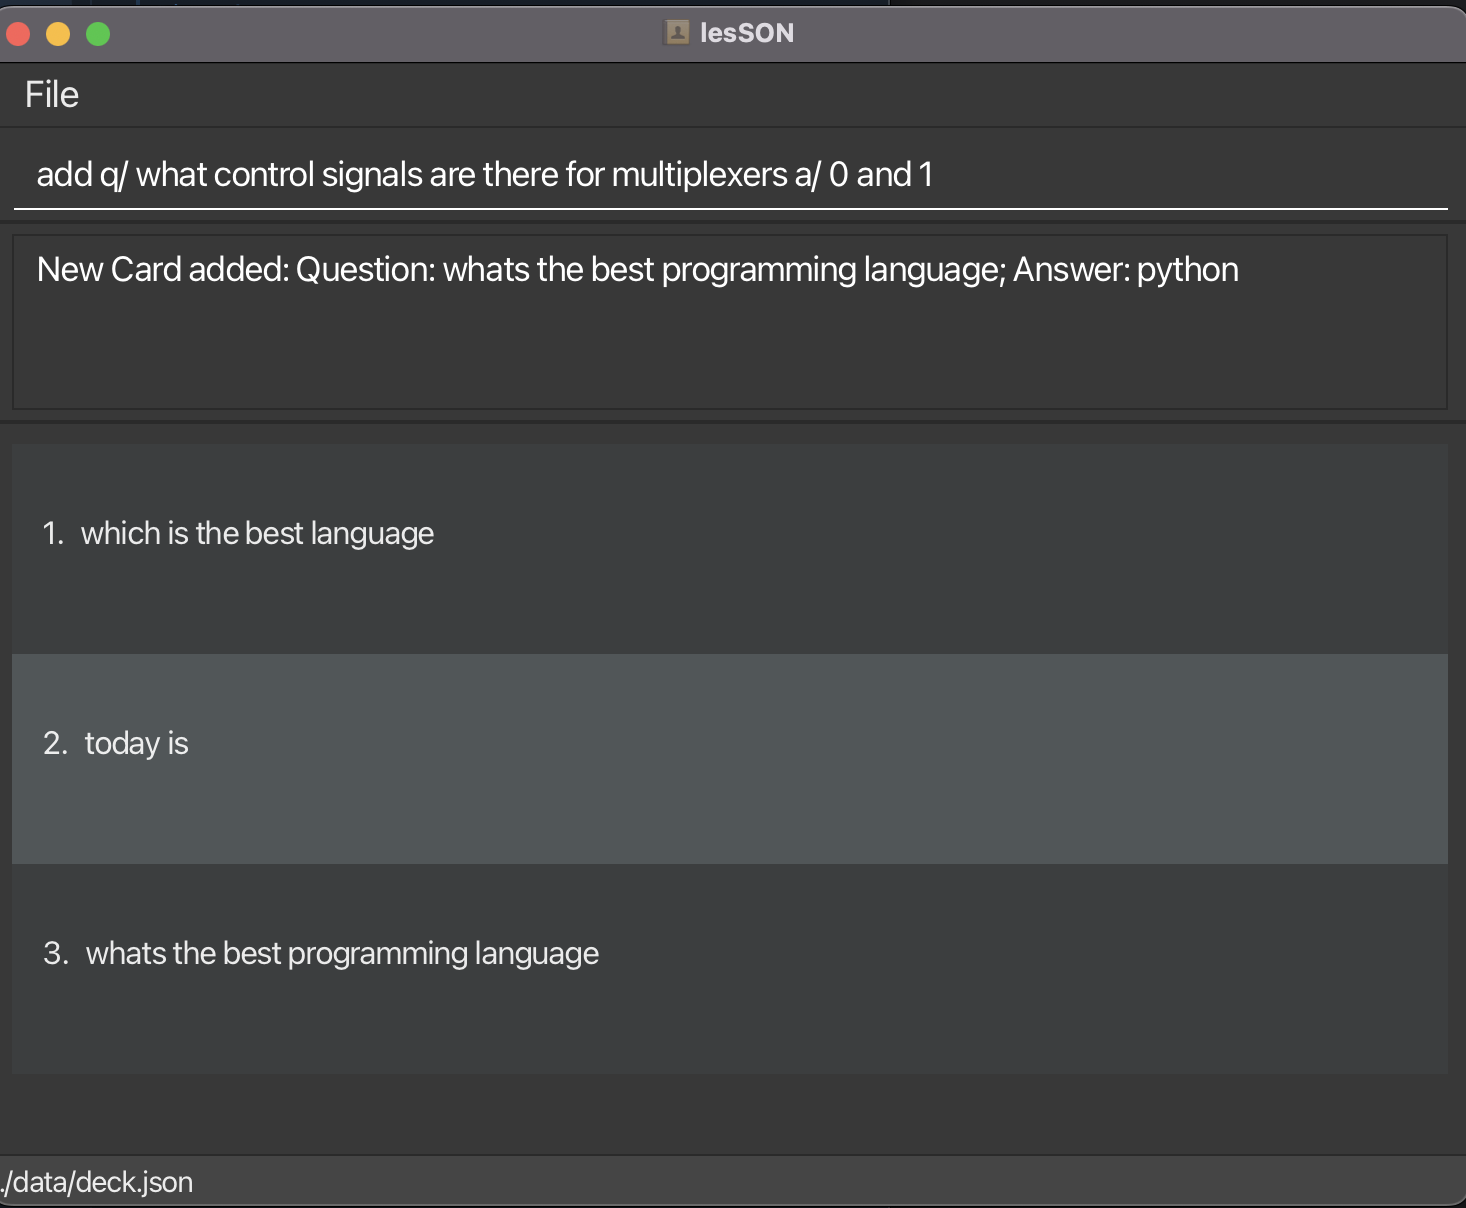 lesSON
File
add q/ what control signals are there for multiplexers a/ 0 and 1
New Card added: Question: whats the best programming language; Answer: python
1. which is the best language
2. today is
3. whats the best programming language
./data/deck.json